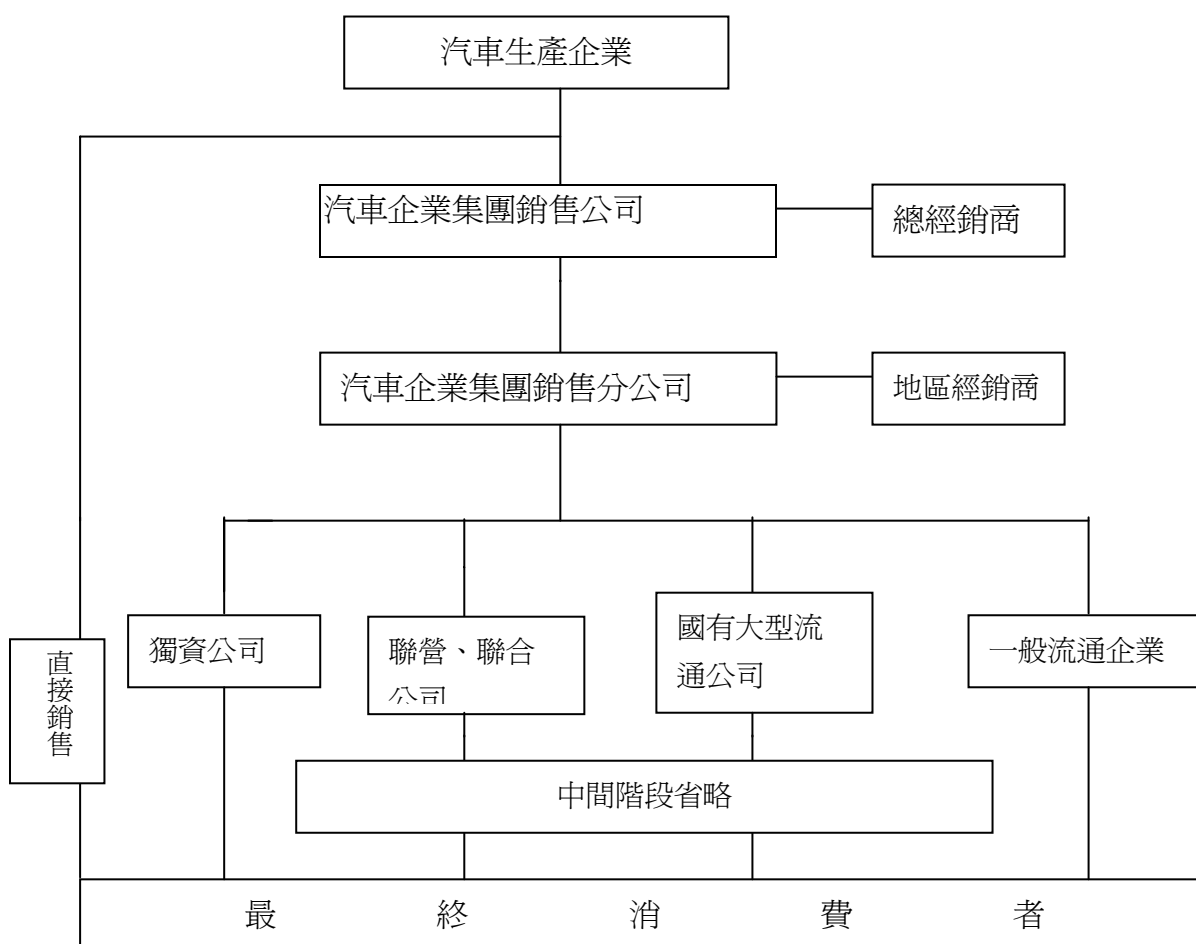 汽車生產企業
汽車企業集團銷售公司
總經銷商
汽車企業集團銷售分公司
地區經銷商
獨資公司
聯營、聯合
公司
國有大型流
通公司
一般流通企業
直接銷售
中間階段省略
最終消費者